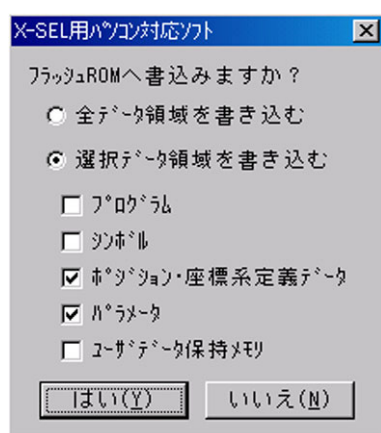 X-SEL用ﾊﾟｿｺﾝ対応ｿﾌﾄ
ﾌﾗｯｼｭROMへ書込みますか？
全ﾃﾞｰﾀ領域を書き込む
選択ﾃﾞｰﾀ領域を書き込む
ﾌﾟﾛｸﾞﾗﾑ
ｼﾝﾎﾞﾙ
ﾎﾟｼﾞｼｮﾝ・座標系定義ﾃﾞｰﾀ
ﾊﾟﾗﾒｰﾀ
ﾕｰｻﾞﾃﾞｰﾀ保持ﾒﾓﾘ
はい(Y) いいえ(N)